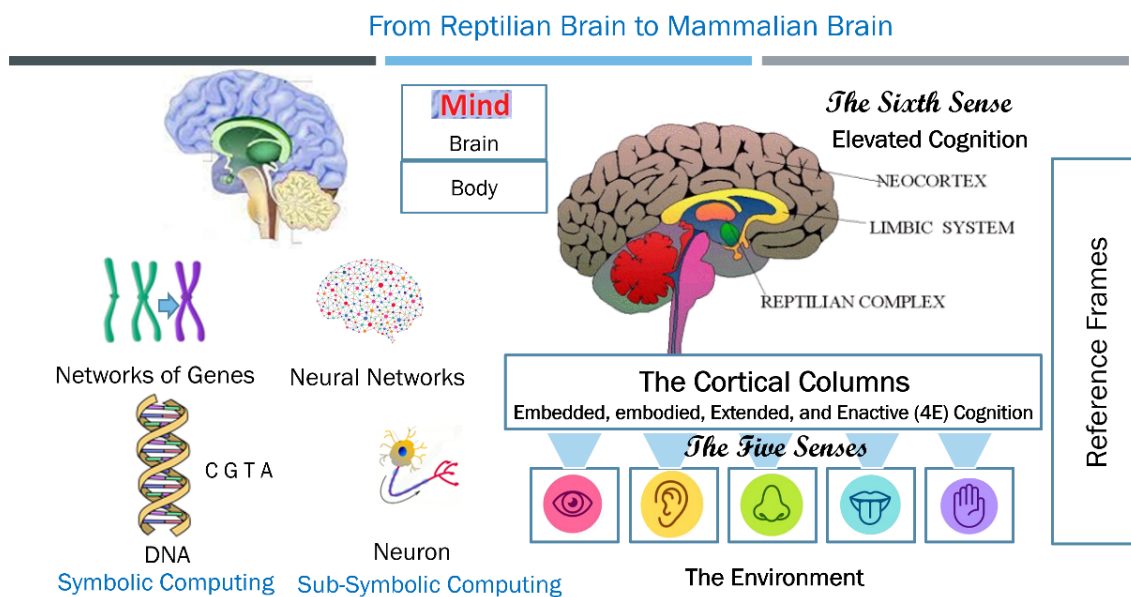 From Reptilian Brain to Mammalian Brain
Mind
Brain
Body
The Sixth Sense
Elevated Cognition
NEOCORTEX
LIMBIC SYSTEM
REPTILIAN COMPLEX
Networks of Genes
Neural Networks
C G T A
DNA
Symbolic Computing
Neuron
Sub-Symbolic Computing
The Cortical Columns
Embedded, embodied, Extended, and Enactive (4E) Cognition
The Five Senses
The Environment
Reference Frames